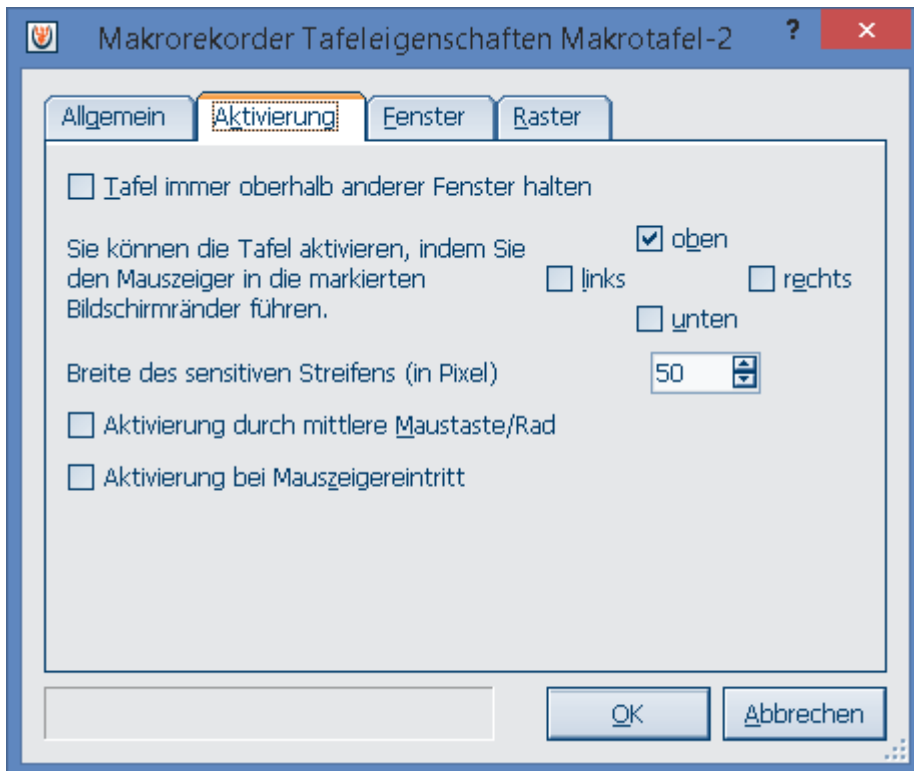 Makrorekorder Tafeleigenschaften Makrotafel-2 ? ×
Allgemein Aktivierung Fenster Raster
Tafel immer oberhalb anderer Fenster halten
Sie können die Tafel aktivieren, indem Sie
den Mauszeiger in die markierten
Bildschirmränder führen.
oben
links rechts
unten
Breite des sensitiven Streifens (in Pixel) 50
Aktivierung durch mittlere Maustaste/Rad
Aktivierung bei Mauszeigereintritt
OK Abbrechen